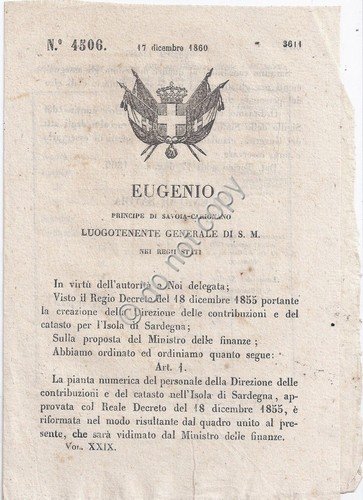 N.° 4506.
17 dicembre 1860
3611
EUGENIO
PRINCIPE DI SAVOIA-CARIGNANO
LUOGOTENENTE GENERALE DI S. M.
NEI REGII STATI
In virtù dell'autorità a Noi delegata;
Visto il Regio Decreto del 18 dicembre 1855 portante
la creazione della Direzione delle contribuzioni e del
catasto per l'Isola di Sardegna;
Sulla proposta del Ministro delle finanze;
Abbiamo ordinato ed ordiniamo quanto segue:
Art. 1.
La pianta numerica del personale della Direzione delle
contribuzioni e del catasto nell'Isola di Sardegna, ap-
provata col Reale Decreto del 18 dicembre 1855, è
riformata nel modo risultante dal quadro unito al pre-
sente, che sarà vidimato dal Ministro delle finanze.
VOL. XXIX.
do not copy